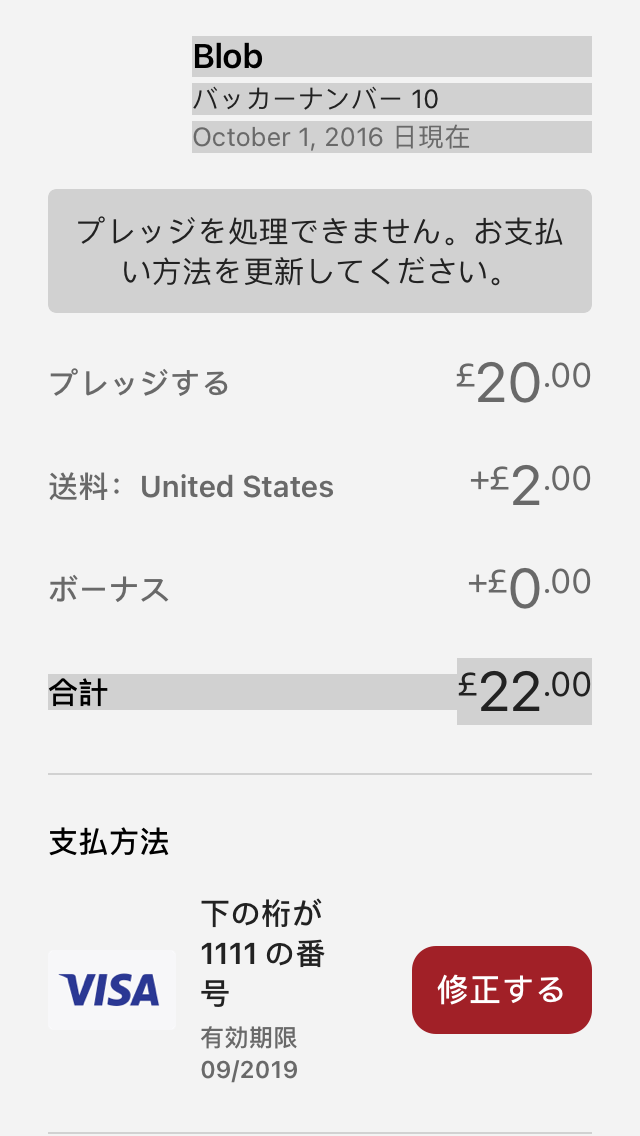 Blob
バッカーナンバー 10
October 1, 2016 日現在
プレッジを処理できません。お支払
い方法を更新してください。
プレッジする £20.00
送料： United States +£2.00
ボーナス +£0.00
合計 £22.00
支払方法
下の桁が
1111 の番
号
VISA
修正する
有効期限
09/2019